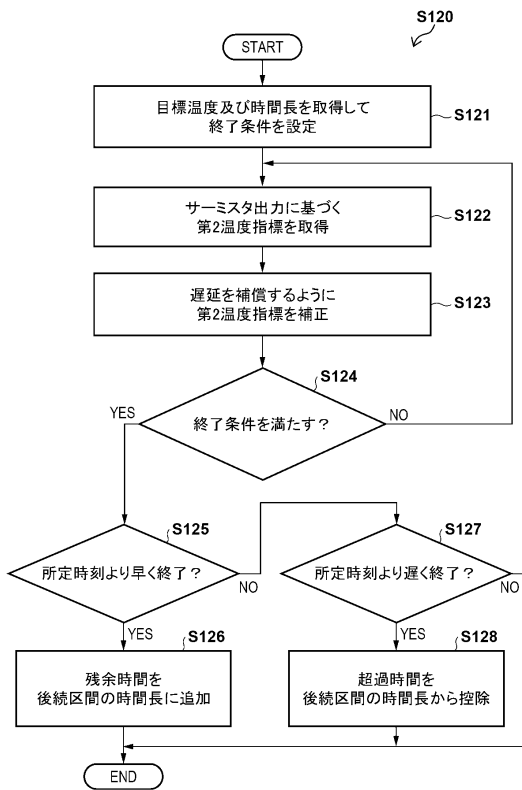 S120
START
目標温度及び時間長を取得して
終了条件を設定
S121
サーミスタ出力に基づく
第2温度指標を取得
S122
遅延を補償するように
第2温度指標を補正
S123
S124
YES
終了条件を満たす？
NO
S125
所定時刻より早く終了？
NO
YES
S127
所定時刻より遅く終了？
NO
YES
S126
残余時間を
後続区間の時間長に追加
S128
超過時間を
後続区間の時間長から控除
END